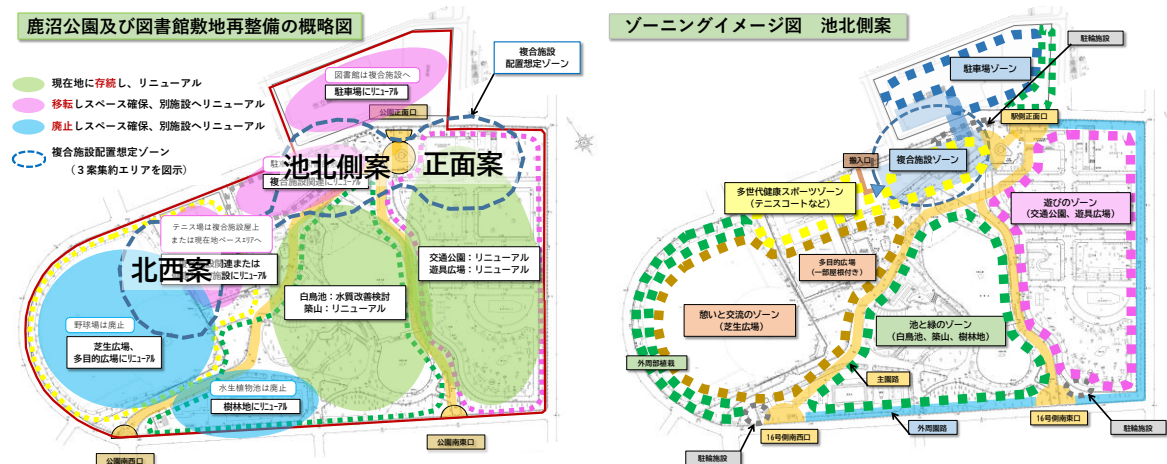 鹿沼公園及び図書館敷地再整備の概略図
現在地に存続し、リニューアル
移転しスペース確保、別施設へリニューアル
廃止しスペース確保、別施設へリニューアル
複合施設配置想定ゾーン
（３案集約エリアを図示）
複合施設
配置想定ゾーン
図書館は複合施設へ
駐車場にﾘﾆｭｰｱﾙ
公園正面口
池北側案
正面案
複合施設関連にﾘﾆｭｰｱﾙ
テニス場は複合施設屋上
または現在地ベースｴﾘｱへ
北西案
関連または
施設にﾘﾆｭｰｱﾙ
交通公園：リニューアル
遊具広場：リニューアル
白鳥池：水質改善検討
築山：リニューアル
野球場は廃止
芝生広場、
多目的広場にﾘﾆｭｰｱﾙ
水生植物池は廃止
樹林地にﾘﾆｭｰｱﾙ
公園南西口
公園南東口
ゾーニングイメージ図　池北側案
駐輪施設
駐車場ゾーン
駅側正面口
搬入口
複合施設ゾーン
多世代健康スポーツゾーン
（テニスコートなど）
遊びのゾーン
（交通公園、遊具広場）
多目的広場
（一部屋根付き）
憩いと交流のゾーン
（芝生広場）
池と緑のゾーン
（白鳥池、築山、樹林地）
外周部植栽
主園路
16号側南東口
16号側南西口
外周園路
駐輪施設
駐輪施設